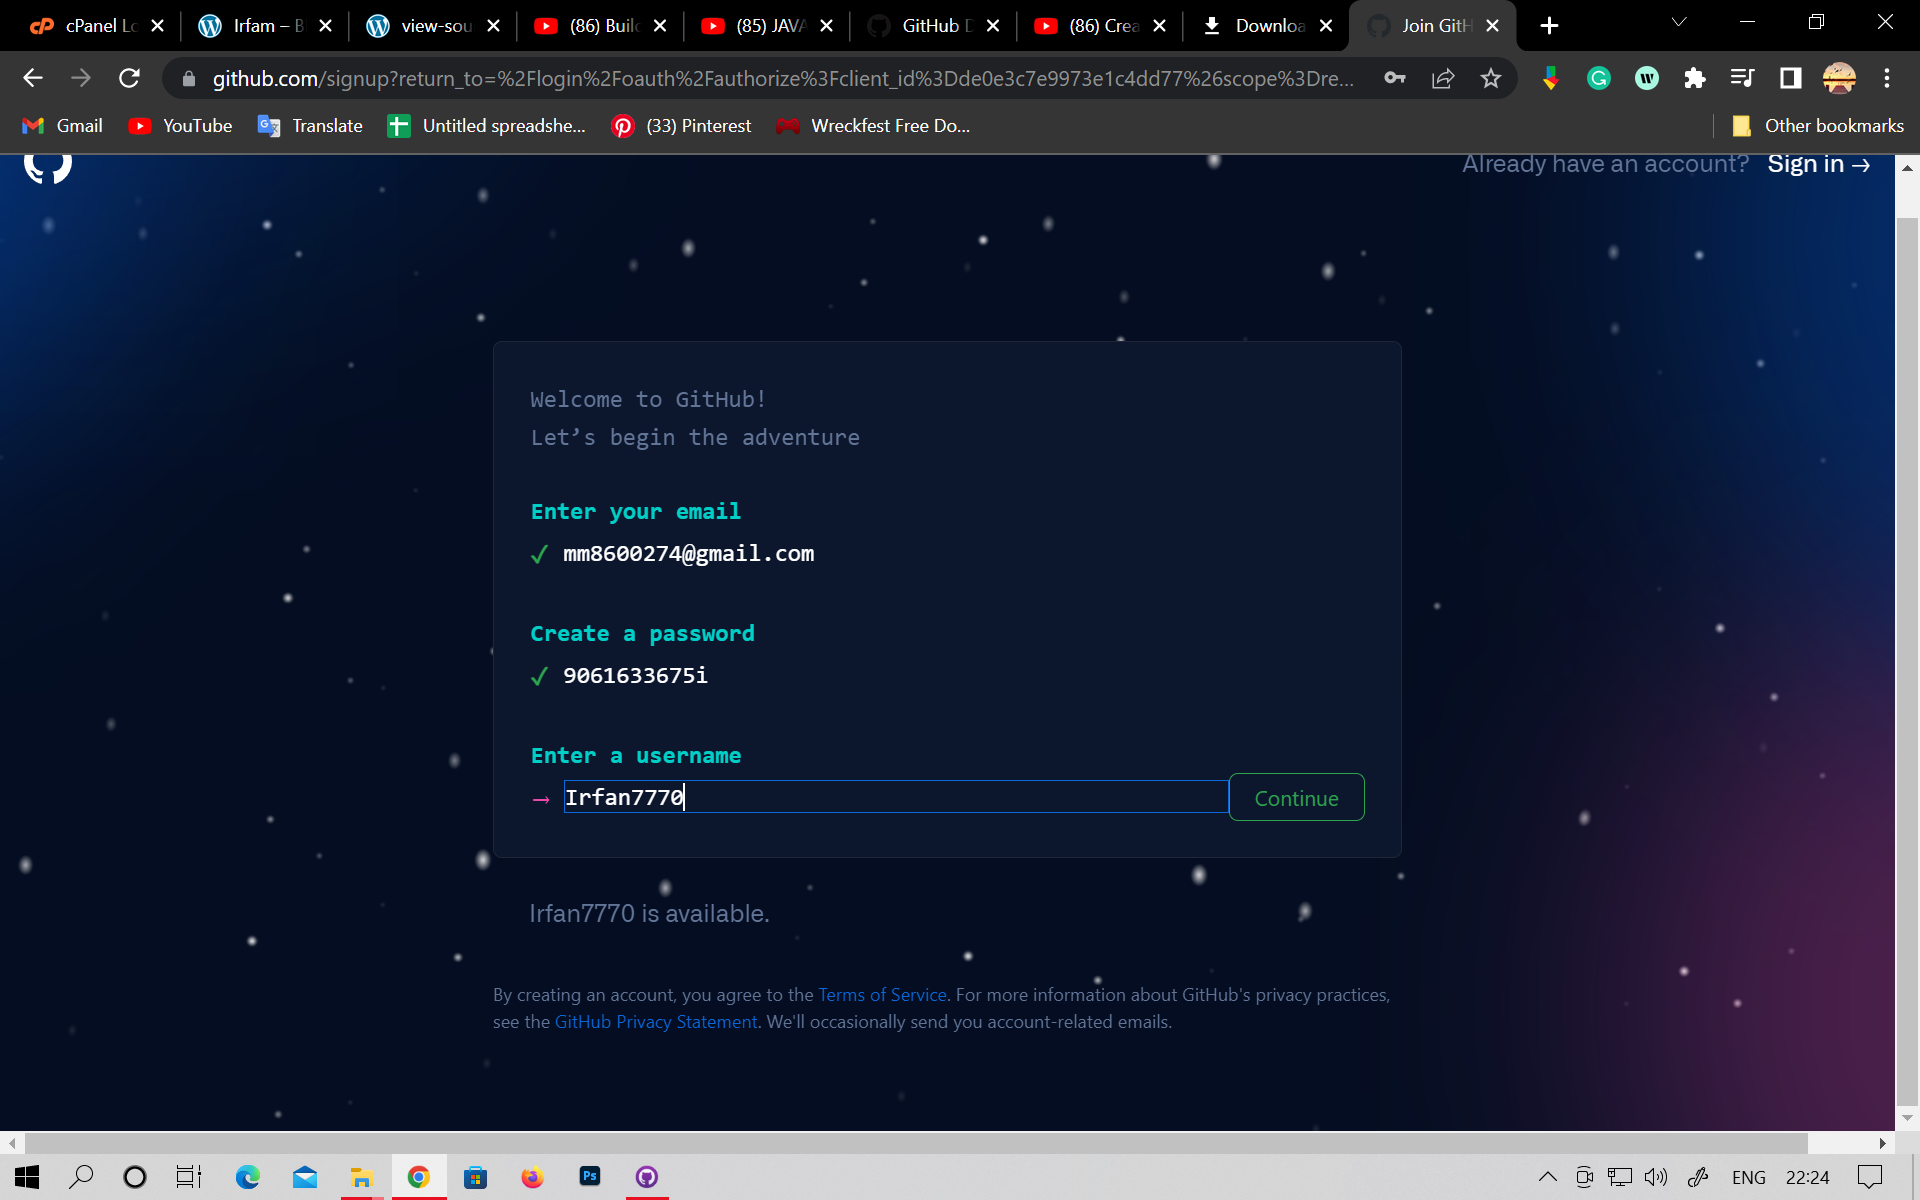 cPanel Lo
Irfam – B
view-sou
(86) Build
(85) JAVA
GitHub D
(86) Crea
Downloa
Join GitH
github.com/signup?return_to=%2Flogin%2Foauth%2Fauthorize%3Fclient_id%3Dde0e3c7e9973e1c4dd77%26scope%3Dre...
Gmail
YouTube
Translate
Untitled spreadshe...
(33) Pinterest
Wreckfest Free Do...
Other bookmarks
Already have an account? Sign in →
Welcome to GitHub!
Let’s begin the adventure
Enter your email
✓ mm8600274@gmail.com
Create a password
✓ 9061633675i
Enter a username
→ Irfan7770
Continue
Irfan7770 is available.
By creating an account, you agree to the Terms of Service. For more information about GitHub's privacy practices,
see the GitHub Privacy Statement. We'll occasionally send you account-related emails.
Ps
ENG
22:24